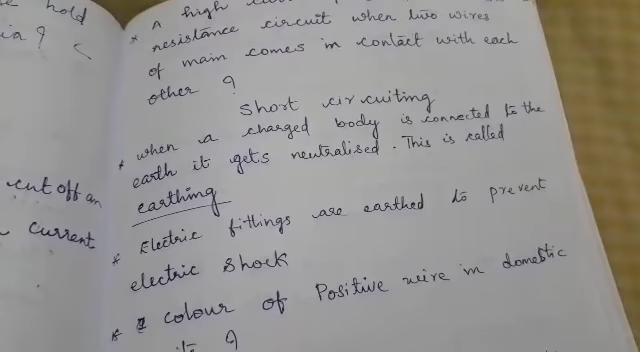 hold
* A high
resistance circuit when two wires
of main comes in contact with each
other ?
Short circuiting
* when a charged body is connected to the
earth it gets neutralised. This is called
earthing
* Electric fittings are earthed to prevent
electric shock
* colour of Positive wire in domestic
?
cut off an
current